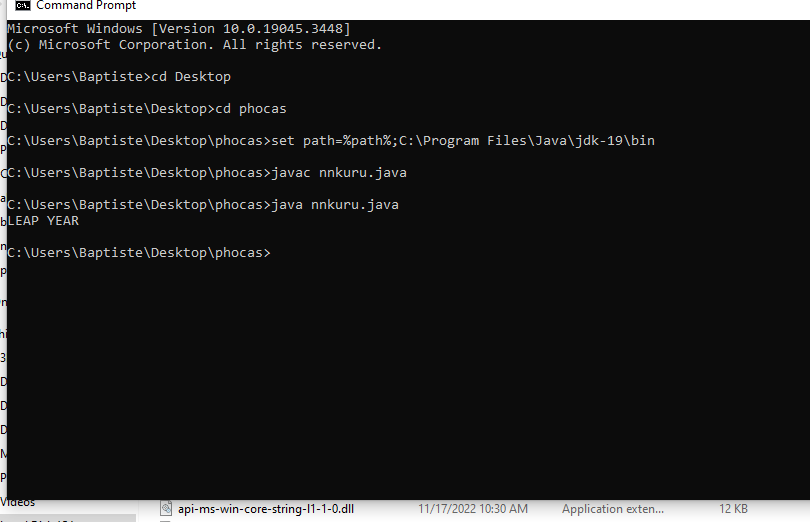 Command Prompt
Microsoft Windows [Version 10.0.19045.3448]
(c) Microsoft Corporation. All rights reserved.
C:\Users\Baptiste>cd Desktop
C:\Users\Baptiste\Desktop>cd phocas
C:\Users\Baptiste\Desktop\phocas>set path=%path%;C:\Program Files\Java\jdk-19\bin
C:\Users\Baptiste\Desktop\phocas>javac nnkuru.java
C:\Users\Baptiste\Desktop\phocas>java nnkuru.java
LEAP YEAR
C:\Users\Baptiste\Desktop\phocas>
Videos
api-ms-win-core-string-l1-1-0.dll 11/17/2022 10:30 AM Application exten... 12 KB